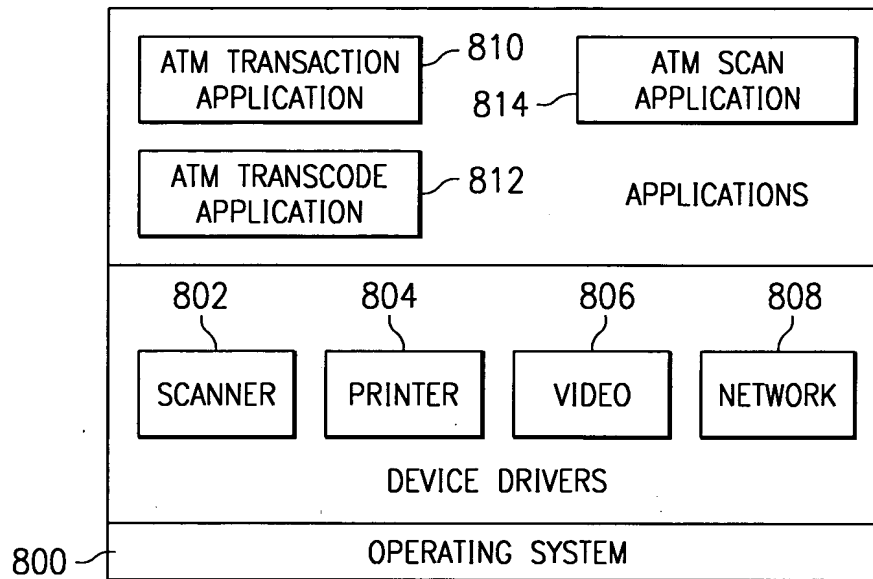 ATM TRANSACTION
APPLICATION
810
ATM SCAN
APPLICATION
814
ATM TRANSCODE
APPLICATION
812
APPLICATIONS
802
804
806
808
SCANNER
PRINTER
VIDEO
NETWORK
DEVICE DRIVERS
800
OPERATING SYSTEM